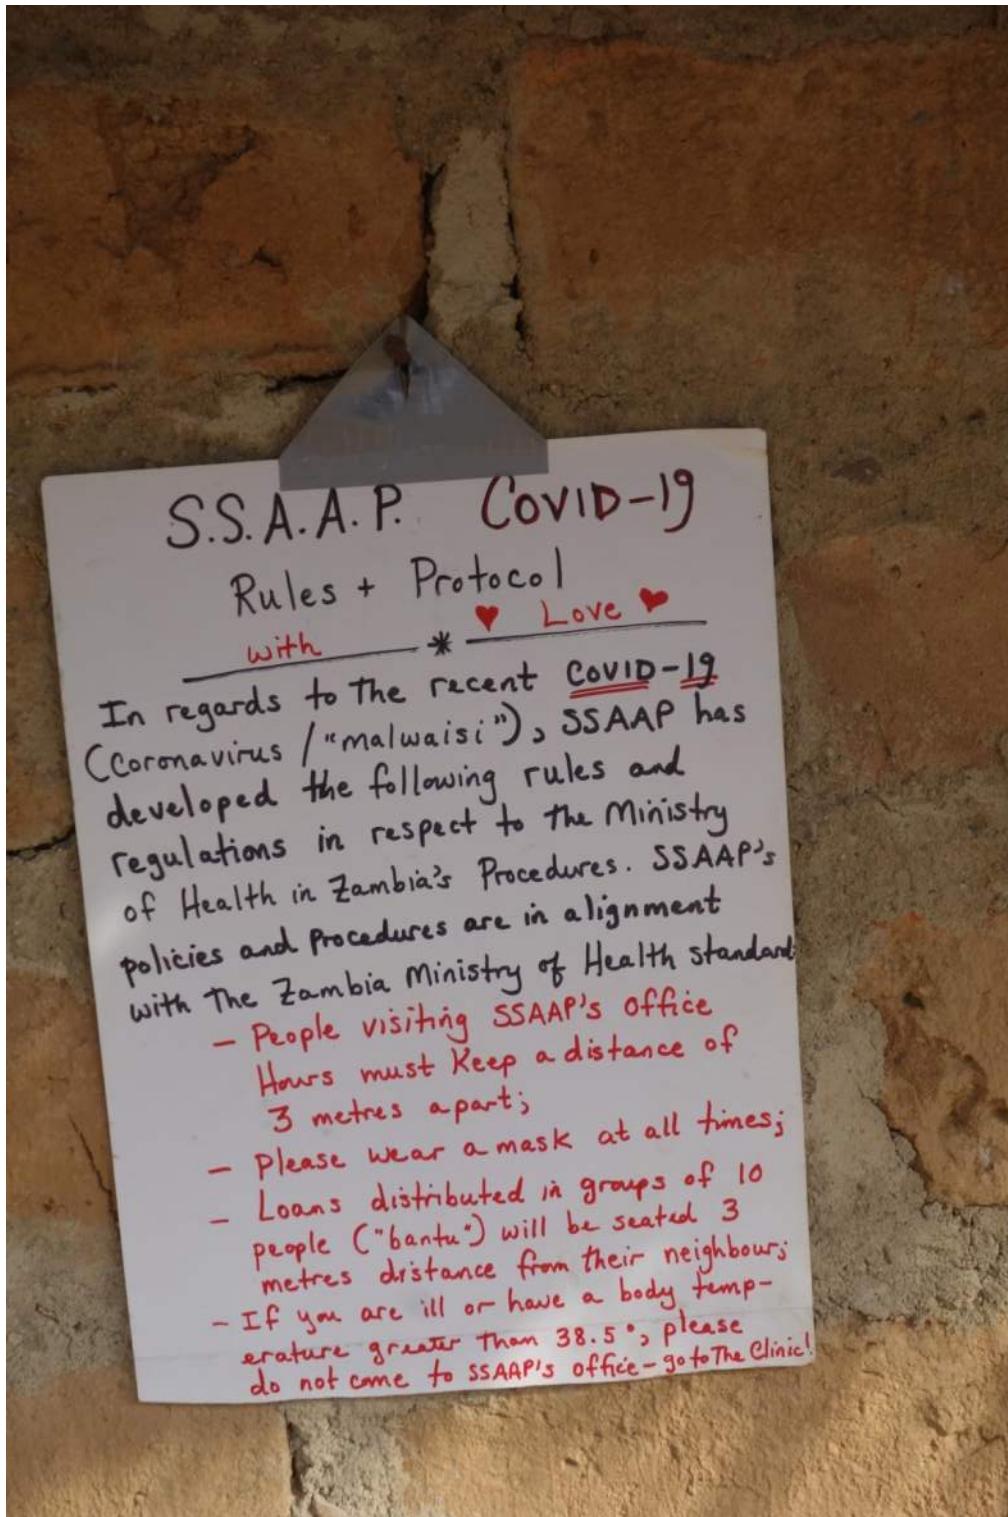 S.S.A.A.P. COVID-19
Rules + Protocol
with * ♥ Love ♥
In regards to the recent COVID-19
(Coronavirus / "malwaisi"), SSAAP has
developed the following rules and
regulations in respect to the Ministry
of Health in Zambia's Procedures. SSAAP's
policies and procedures are in alignment
with The Zambia Ministry of Health standard
- People visiting SSAAP's office
Hours must Keep a distance of
3 metres apart;
- Please wear a mask at all times;
- Loans distributed in groups of 10
people ("bantu") will be seated 3
metres distance from their neighbour;
- If you are ill or have a body temp-
erature greater than 38.5°, please
do not come to SSAAP's office - go to The Clinic!